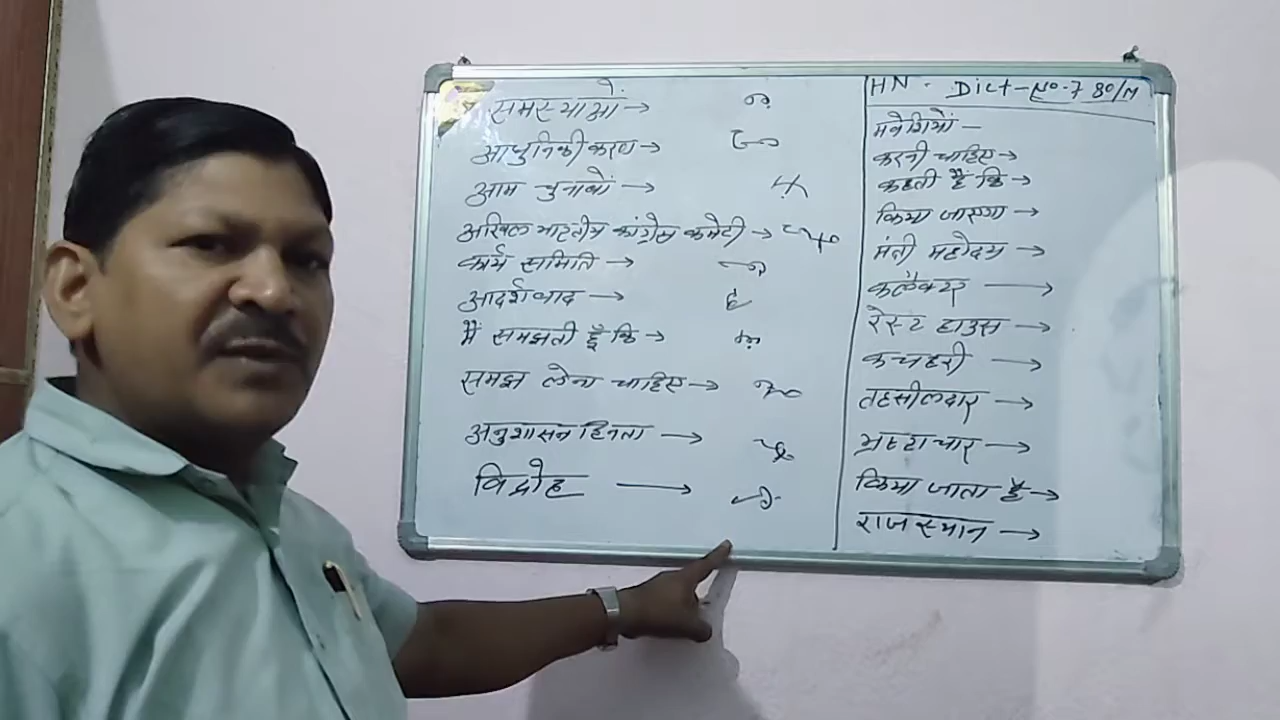 समस्याओं →
आधुनिकीकरण →
आम चुनावों →
अखिल भारतीय कांग्रेस कमेटी →
कार्य समिति →
आदर्शवाद →
मैं समझती हूँ कि →
समझ लेना चाहिए →
अनुशासन हिनता →
विद्रोह →
HN - Dict-No-7 80/M
मवेशियों -
करनी चाहिए →
कहती हैं कि →
किया जाएगा →
मंत्री महोदय →
कलैक्टर →
रेस्ट हाउस →
कचहरी →
तहसीलदार →
भ्रष्टाचार →
किया जाता है →
राजस्थान →